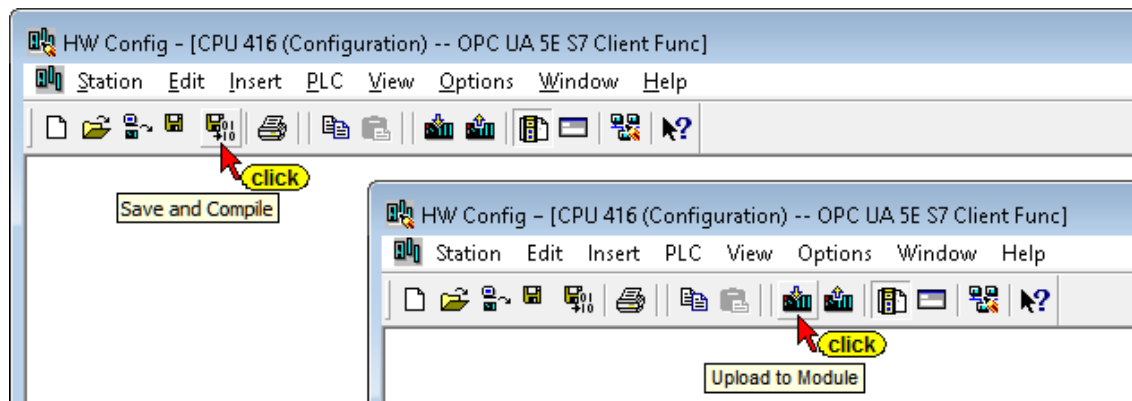 HW Config – [CPU 416 (Configuration) -- OPC UA 5E S7 Client Func]
Station Edit Insert PLC View Options Window Help
click
Save and Compile
HW Config – [CPU 416 (Configuration) -- OPC UA 5E S7 Client Func]
Station Edit Insert PLC View Options Window Help
click
Upload to Module